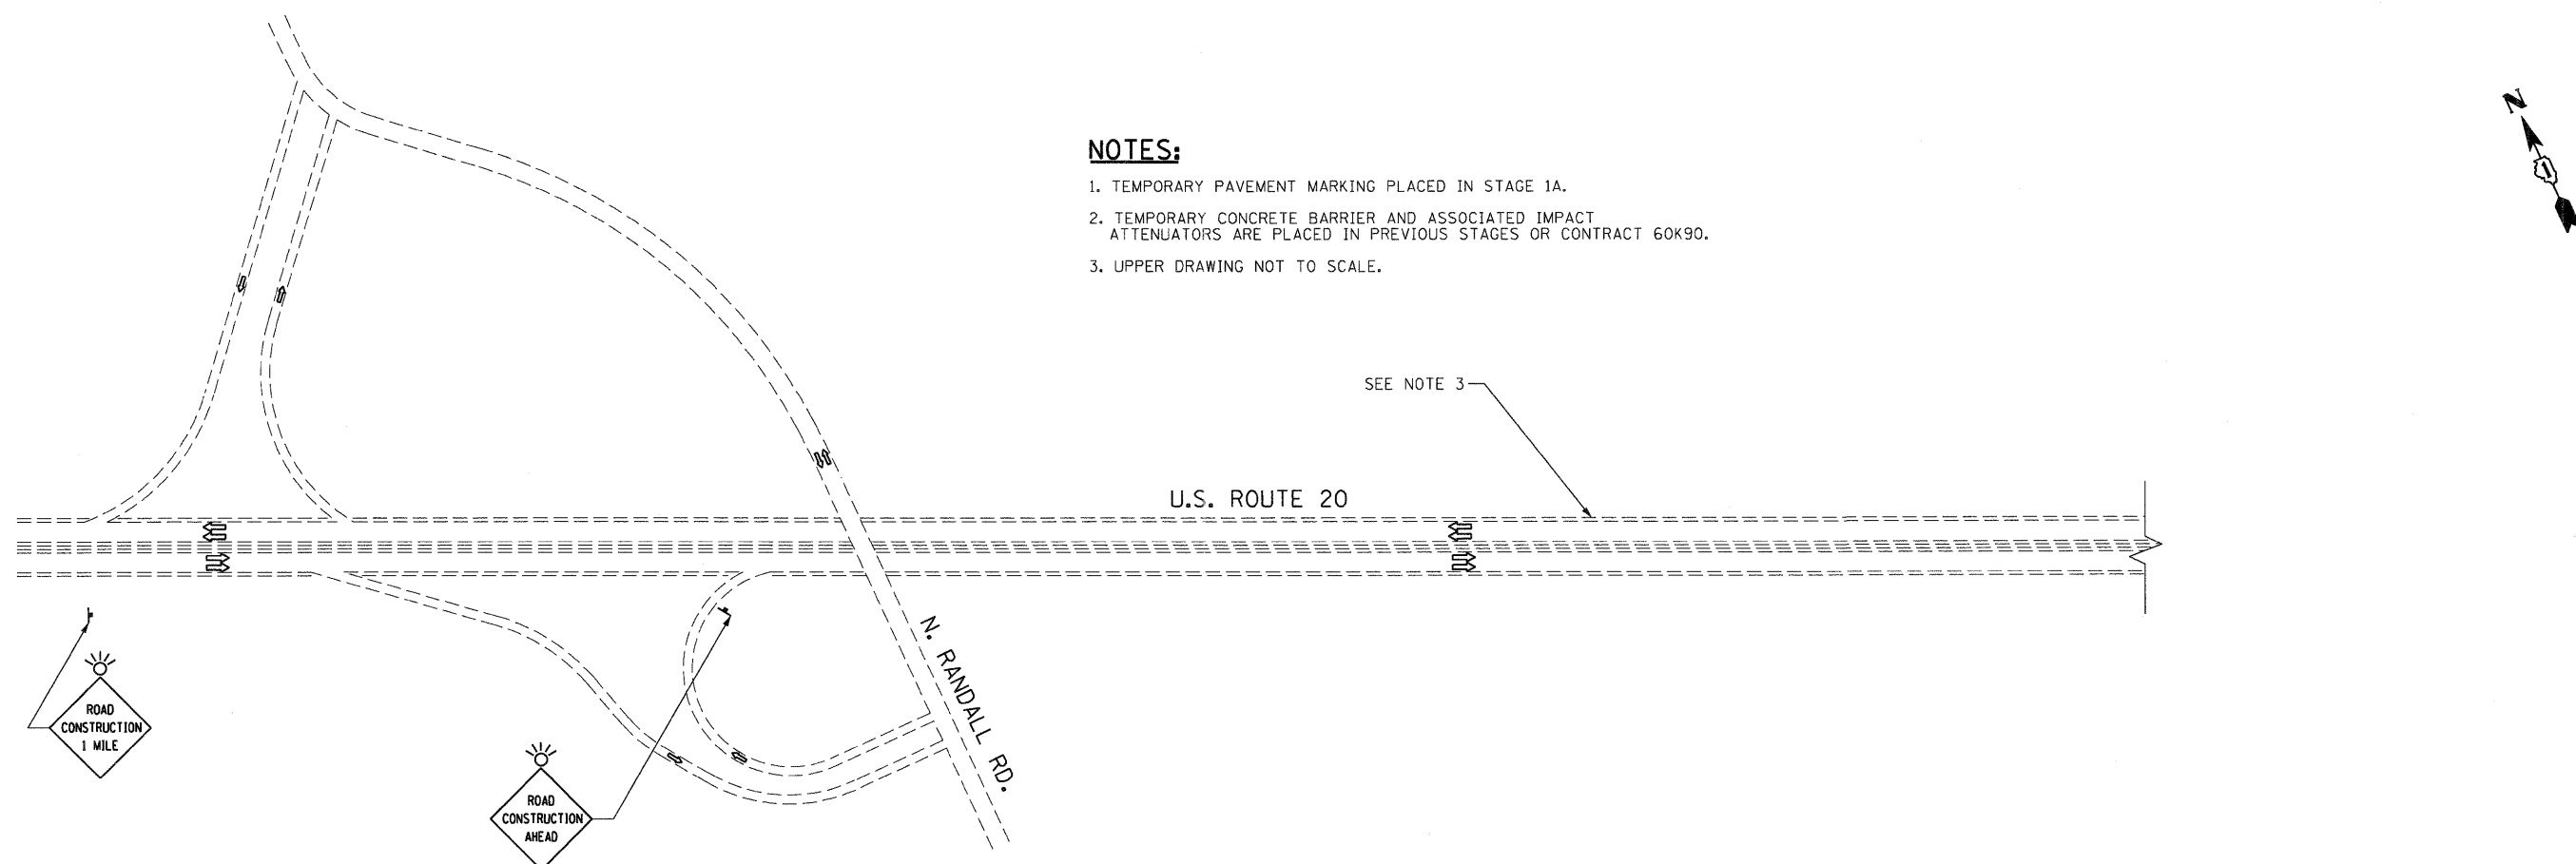 N
1
NOTES:
1. TEMPORARY PAVEMENT MARKING PLACED IN STAGE 1A.
2. TEMPORARY CONCRETE BARRIER AND ASSOCIATED IMPACT
ATTENUATORS ARE PLACED IN PREVIOUS STAGES OR CONTRACT 60K90.
3. UPPER DRAWING NOT TO SCALE.
SEE NOTE 3
U.S. ROUTE 20
N. RANDALL RD.
ROAD
CONSTRUCTION
1 MILE
ROAD
CONSTRUCTION
AHEAD